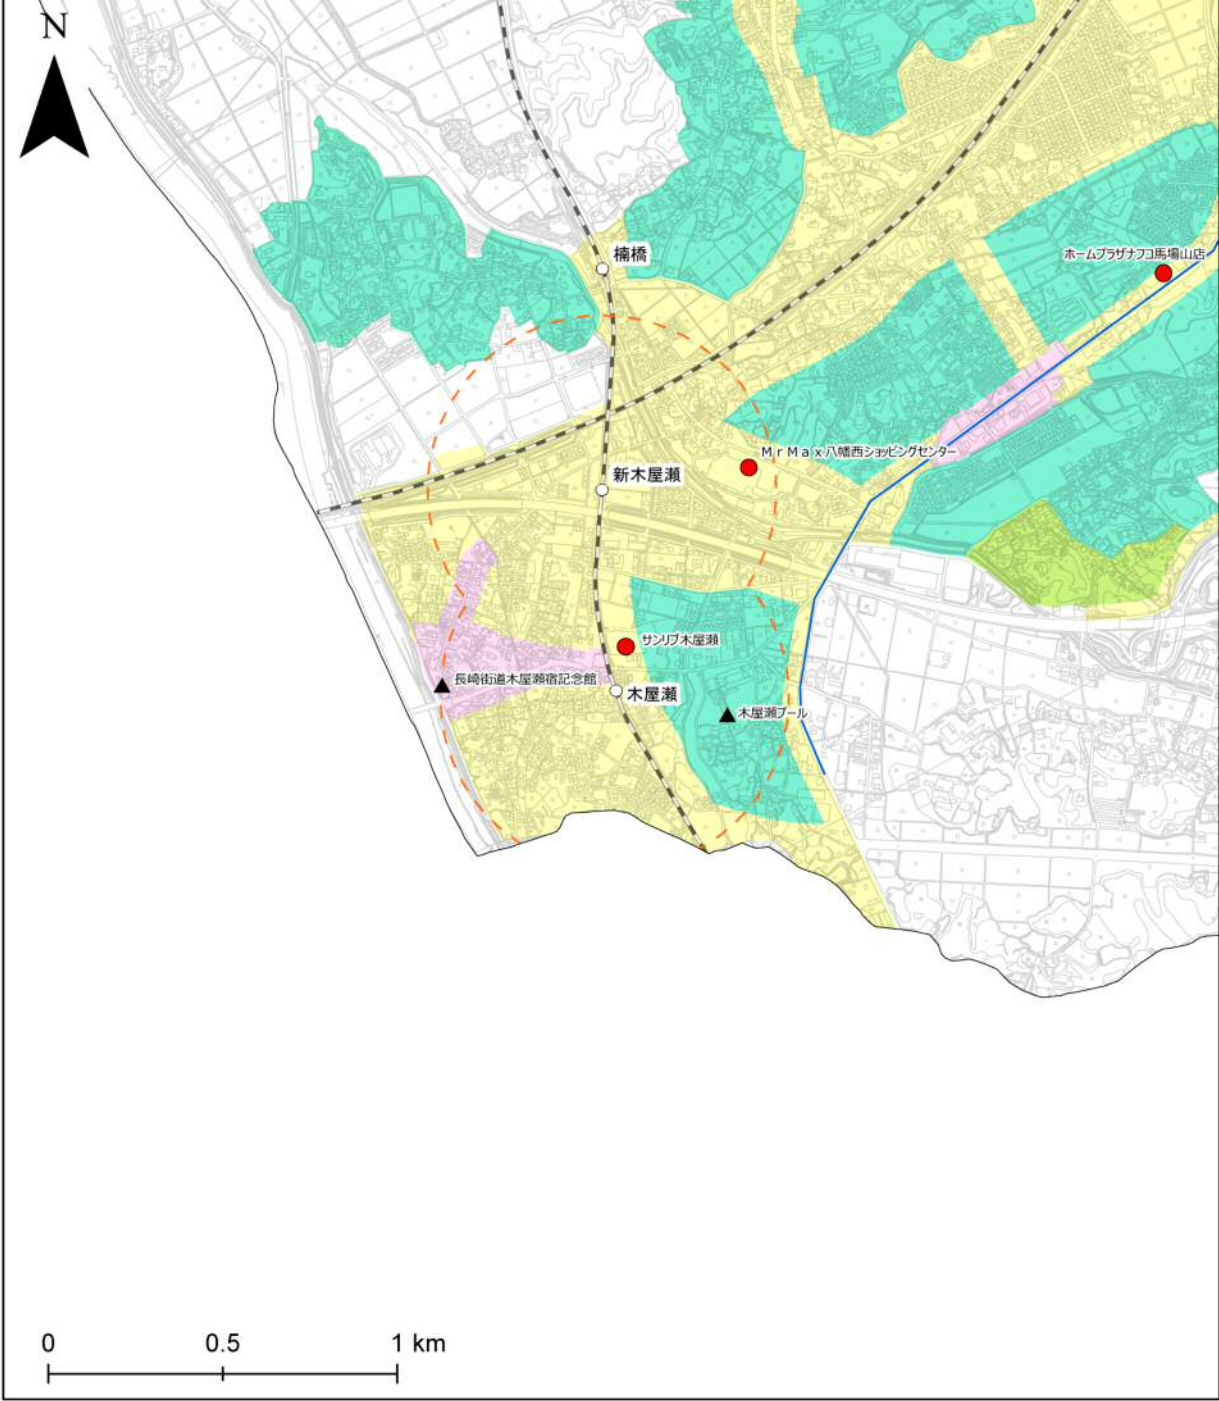 N
楠橋
ホームプラザナフコ馬場山店
ＭｒＭａｘ八幡西ショッピングセンター
新木屋瀬
サンリブ木屋瀬
長崎街道木屋瀬宿記念館
木屋瀬
木屋瀬プール
0 0.5 1 km